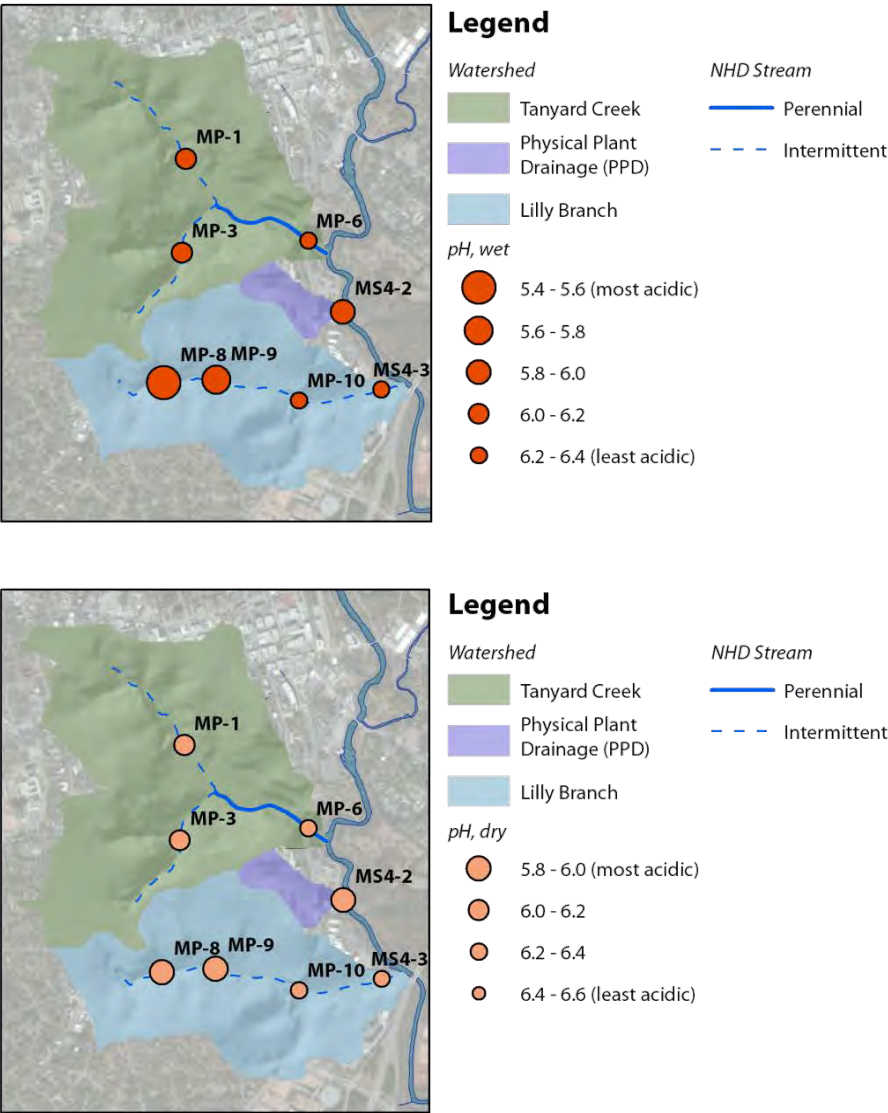 MP-1
MP-3
MP-6
MS4-2
MP-8 MP-9
MP-10
MS4-3
Legend
Watershed
NHD Stream
Tanyard Creek
Perennial
Physical Plant
Drainage (PPD)
Intermittent
Lilly Branch
pH, wet
5.4 - 5.6 (most acidic)
5.6 - 5.8
5.8 - 6.0
6.0 - 6.2
6.2 - 6.4 (least acidic)
MP-1
MP-3
MP-6
MS4-2
MP-8 MP-9
MP-10
MS4-3
Legend
Watershed
NHD Stream
Tanyard Creek
Perennial
Physical Plant
Drainage (PPD)
Intermittent
Lilly Branch
pH, dry
5.8 - 6.0 (most acidic)
6.0 - 6.2
6.2 - 6.4
6.4 - 6.6 (least acidic)